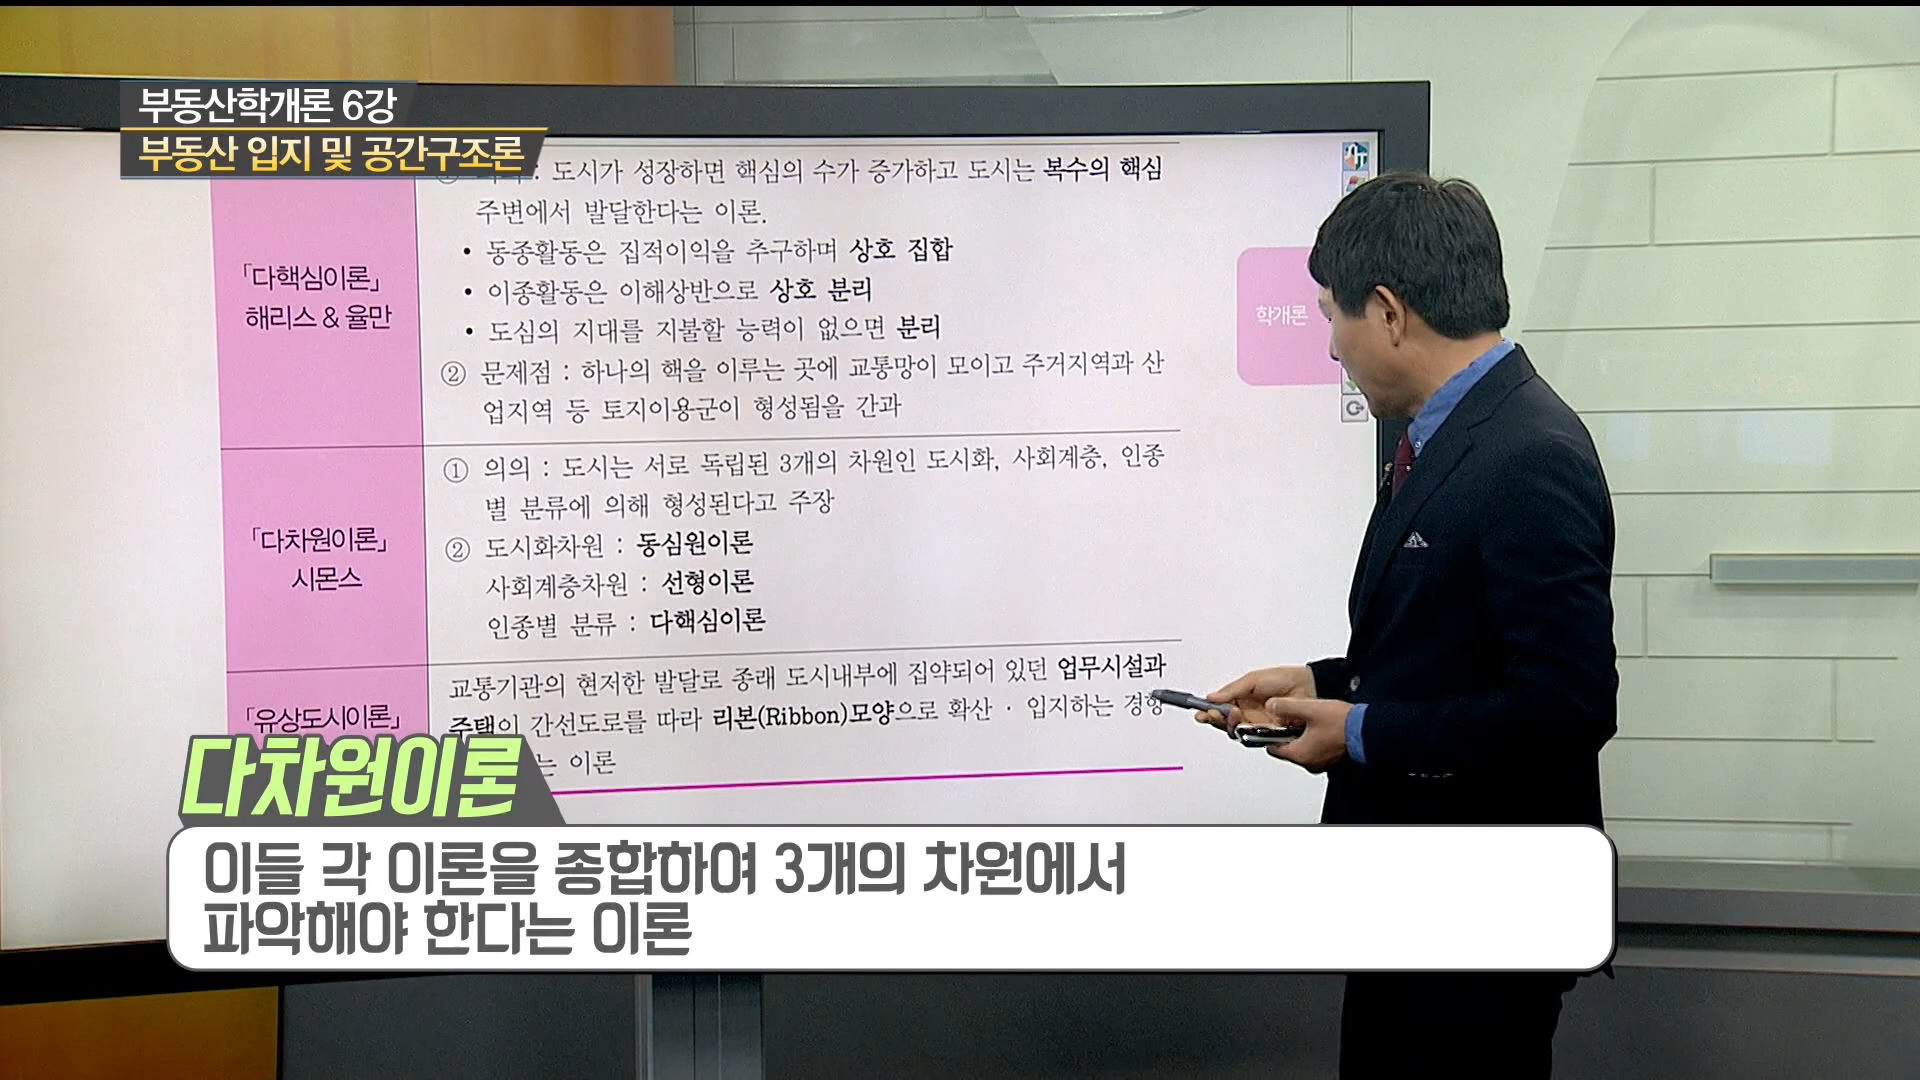 부동산학개론 6강
부동산 입지 및 공간구조론
: 도시가 성장하면 핵심의 수가 증가하고 도시는 복수의 핵심
주변에서 발달한다는 이론.
• 동종활동은 집적이익을 추구하며 상호 집합
• 이종활동은 이해상반으로 상호 분리
• 도심의 지대를 지불할 능력이 없으면 분리
② 문제점 : 하나의 핵을 이루는 곳에 교통망이 모이고 주거지역과 산
업지역 등 토지이용군이 형성됨을 간과
「다핵심이론」
해리스 & 율만
학개론
① 의의 : 도시는 서로 독립된 3개의 차원인 도시화, 사회계층, 인종
별 분류에 의해 형성된다고 주장
② 도시화차원 : 동심원이론
사회계층차원 : 선형이론
인종별 분류 : 다핵심이론
「다차원이론」
시몬스
교통기관의 현저한 발달로 종래 도시내부에 집약되어 있던 업무시설과
주택이 간선도로를 따라 리본(Ribbon)모양으로 확산 · 입지하는 경향
는 이론
「유상도시이론」
다차원이론
이들 각 이론을 종합하여 3개의 차원에서
파악해야 한다는 이론